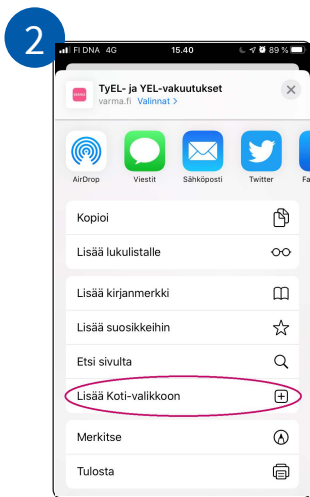 2
FI DNA 4G 15.40 89 %
VARMA TyEL- ja YEL-vakuutukset
varma.fi Valinnat >
AirDrop Viestit Sähköposti Twitter Fa
Kopioi
Lisää lukulistalle
Lisää kirjanmerkki
Lisää suosikkeihin
Etsi sivulta
Lisää Koti-valikkoon
Merkitse
Tulosta